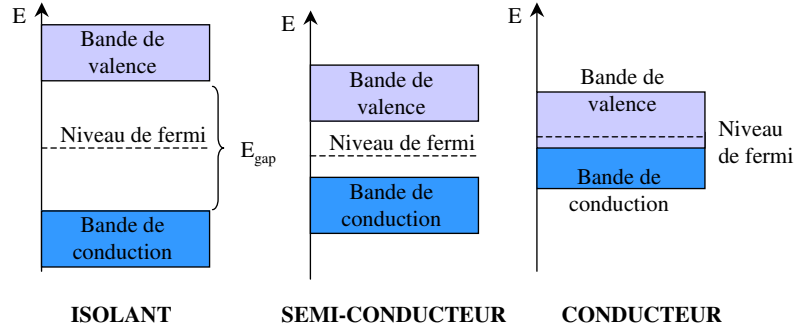 E
Bande de
valence
Niveau de fermi
E_gap
Bande de
conduction
ISOLANT
E
Bande de
valence
Niveau de fermi
Bande de
conduction
SEMI-CONDUCTEUR
E
Bande de
valence
Niveau
de fermi
Bande de
conduction
CONDUCTEUR